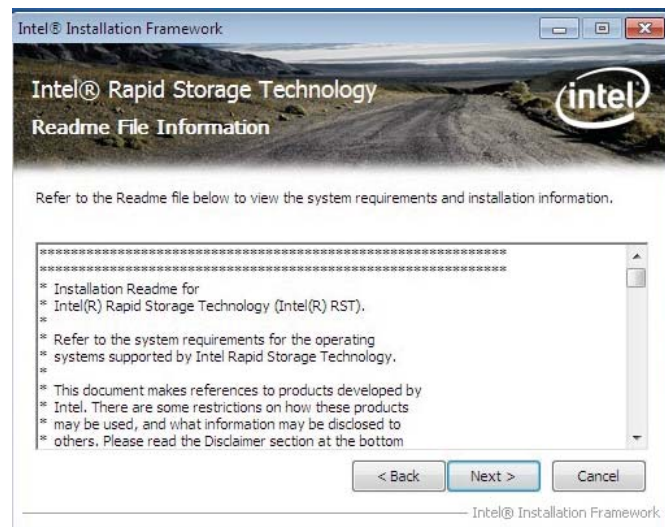 Intel® Installation Framework
Intel® Rapid Storage Technology
Readme File Information
intel
Refer to the Readme file below to view the system requirements and installation information.
************************************************************
************************************************************
* Installation Readme for
* Intel(R) Rapid Storage Technology (Intel(R) RST).
*
* Refer to the system requirements for the operating
* systems supported by Intel Rapid Storage Technology.
*
* This document makes references to products developed by
* Intel. There are some restrictions on how these products
* may be used, and what information may be disclosed to
* others. Please read the Disclaimer section at the bottom
< Back
Next >
Cancel
Intel® Installation Framework